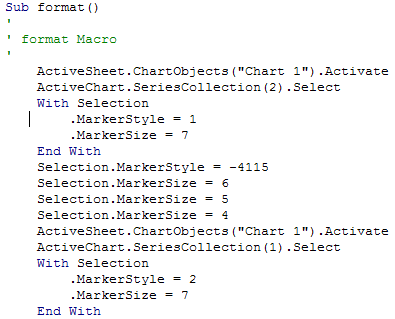 Sub format()
'
' format Macro
'
    ActiveSheet.ChartObjects("Chart 1").Activate
    ActiveChart.SeriesCollection(2).Select
    With Selection
        .MarkerStyle = 1
        .MarkerSize = 7
    End With
    Selection.MarkerStyle = -4115
    Selection.MarkerSize = 6
    Selection.MarkerSize = 5
    Selection.MarkerSize = 4
    ActiveSheet.ChartObjects("Chart 1").Activate
    ActiveChart.SeriesCollection(1).Select
    With Selection
        .MarkerStyle = 2
        .MarkerSize = 7
    End With